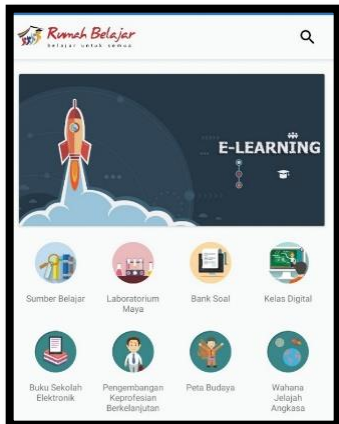 Rumah Belajar
belajar untuk semua
E-LEARNING
Sumber Belajar
Laboratorium
Maya
Bank Soal
Kelas Digital
Buku Sekolah
Elektronik
Pengembangan
Keprofesian
Berkelanjutan
Peta Budaya
Wahana
Jelajah
Angkasa